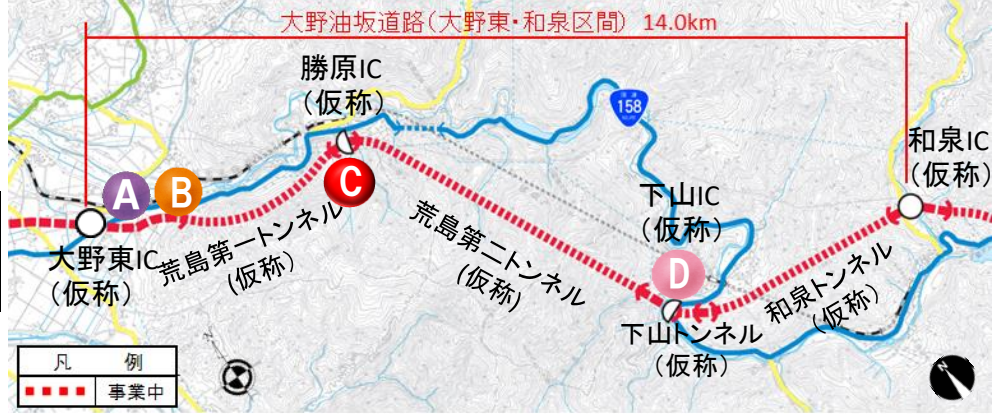 大野油坂道路(大野東・和泉区間) 14.0km
勝原IC
(仮称)
158
和泉IC
(仮称)
A
B
C
下山IC
(仮称)
D
大野東IC
(仮称)
荒島第一トンネル
(仮称)
荒島第二トンネル
(仮称)
和泉トンネル
(仮称)
下山トンネル
(仮称)
凡 例
事業中